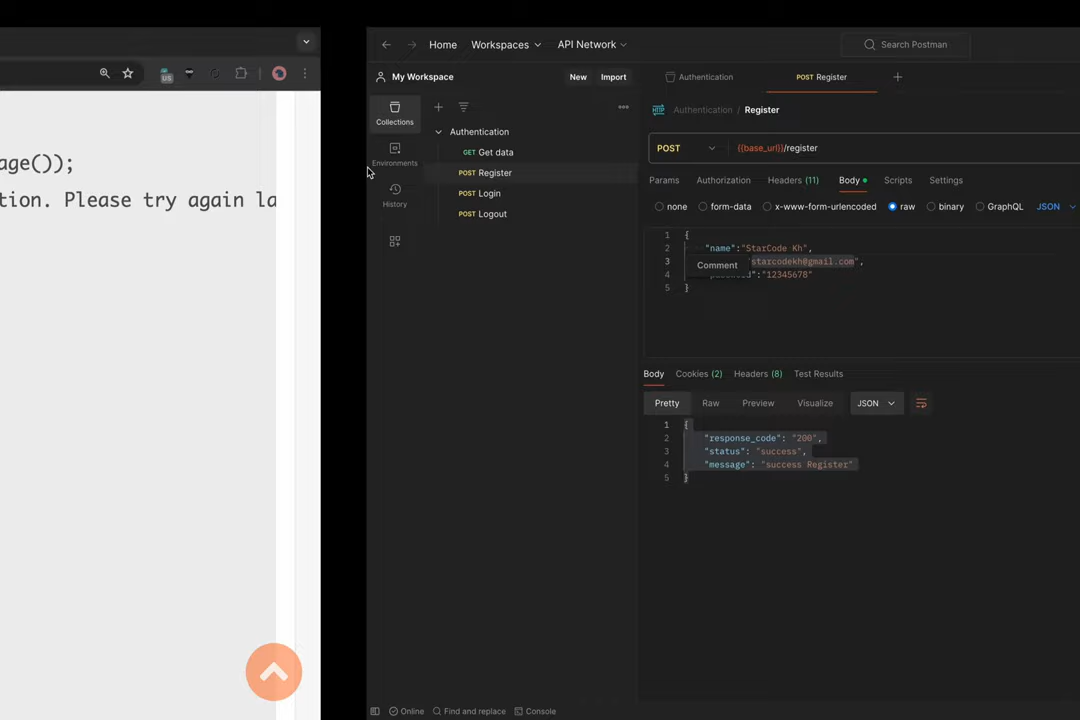 age());
tion. Please try again la
US
Home Workspaces API Network Search Postman
My Workspace New Import
Authentication POST Register
Collections
Environments
History
Authentication
GET Get data
POST Register
POST Login
POST Logout
HTTP Authentication / Register
POST {{base_url}}/register
Params Authorization Headers (11) Body Scripts Settings
none form-data x-www-form-urlencoded raw binary GraphQL JSON
1 {
2 "name":"StarCode Kh",
3 starcodekh@gmail.com",
Comment
4 ":"12345678"
5 }
Body Cookies (2) Headers (8) Test Results
Pretty Raw Preview Visualize JSON
1 {
2 "response_code": "200",
3 "status": "success",
4 "message": "success Register"
5 }
Online Find and replace Console